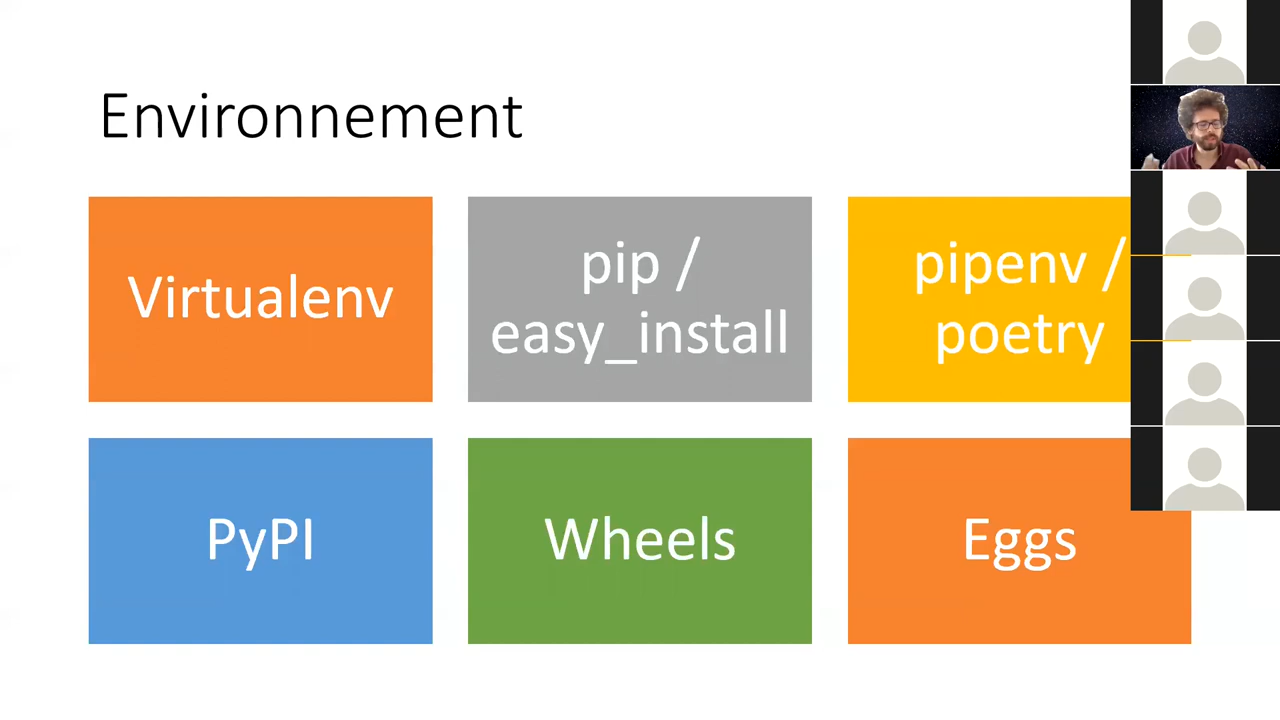 Environnement
Virtualenv
pip /
easy_install
pipenv /
poetry
PyPI
Wheels
Eggs